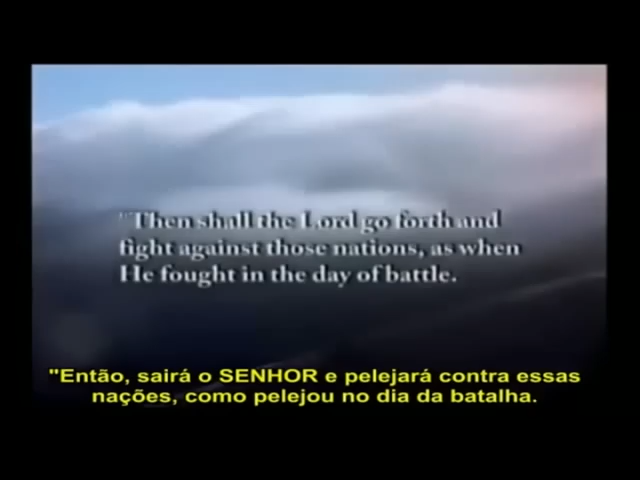 "Then shall the Lord go forth and
fight against those nations, as when
He fought in the day of battle.
"Então, sairá o SENHOR e pelejará contra essas
nações, como pelejou no dia da batalha.